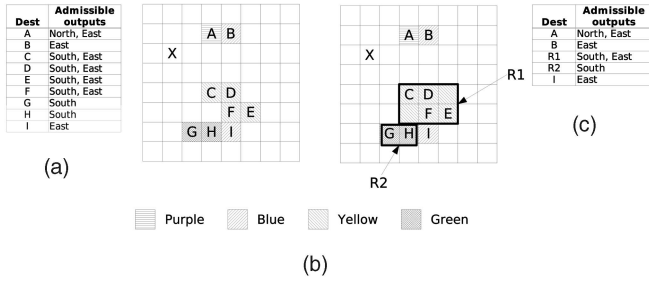 Dest Admissible outputs
A North, East
B East
C South, East
D South, East
E South, East
F South, East
G South
H South
I East
(a)
A B
X
C D
F E
G H I
A B
X
C D
F E
G H I
R1
R2
Dest Admissible outputs
A North, East
B East
R1 South, East
R2 South
I East
(c)
Purple Blue Yellow Green
(b)